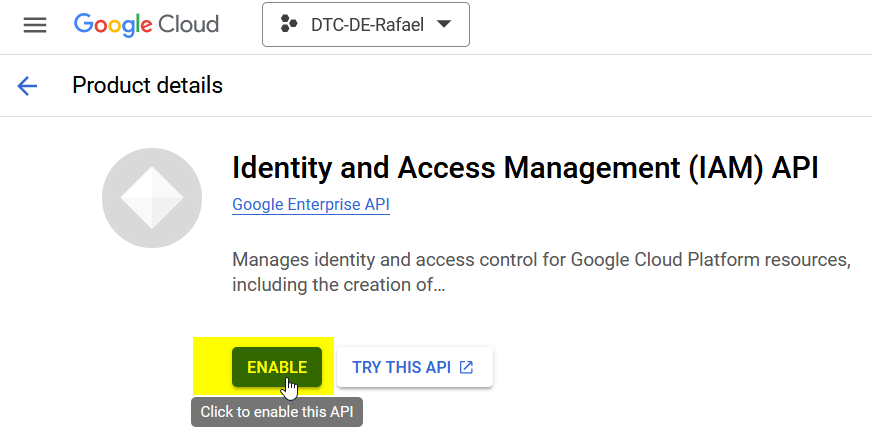 Google Cloud
DTC-DE-Rafael
Product details
Identity and Access Management (IAM) API
Google Enterprise API
Manages identity and access control for Google Cloud Platform resources,
including the creation of…
ENABLE
TRY THIS API
Click to enable this API